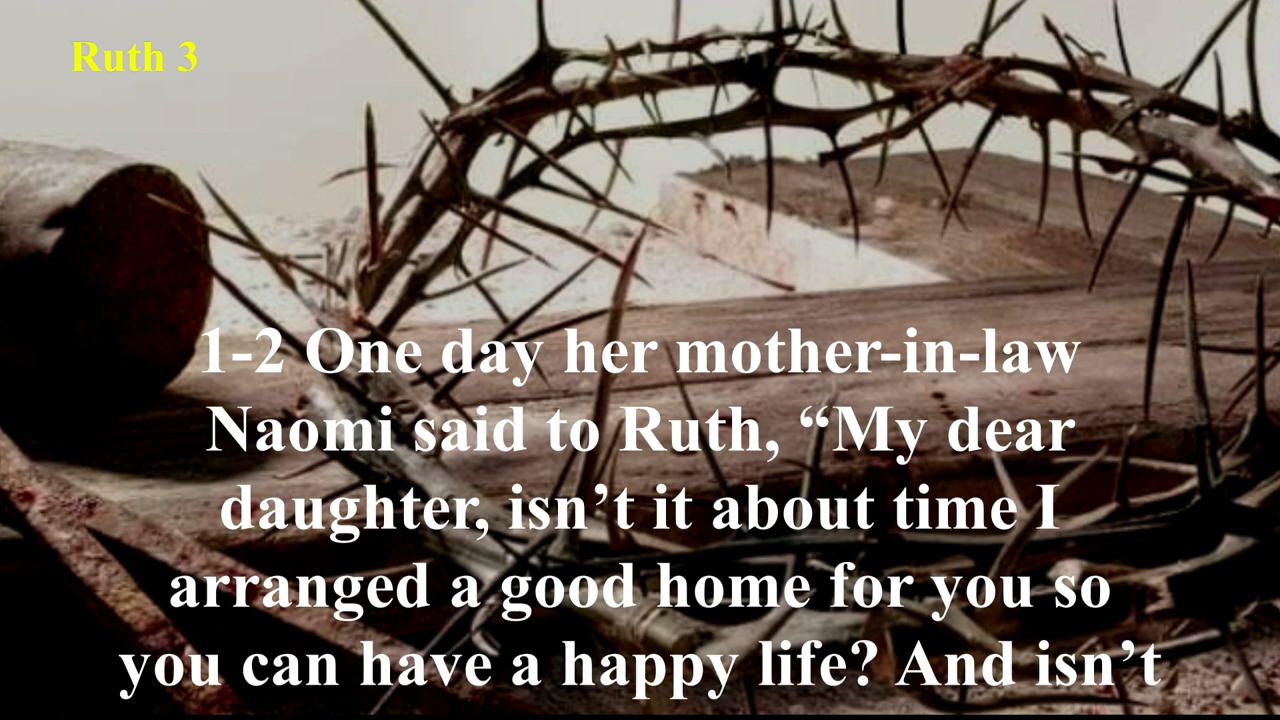 Ruth 3
1-2 One day her mother-in-law
Naomi said to Ruth, “My dear
daughter, isn’t it about time I
arranged a good home for you so
you can have a happy life? And isn’t